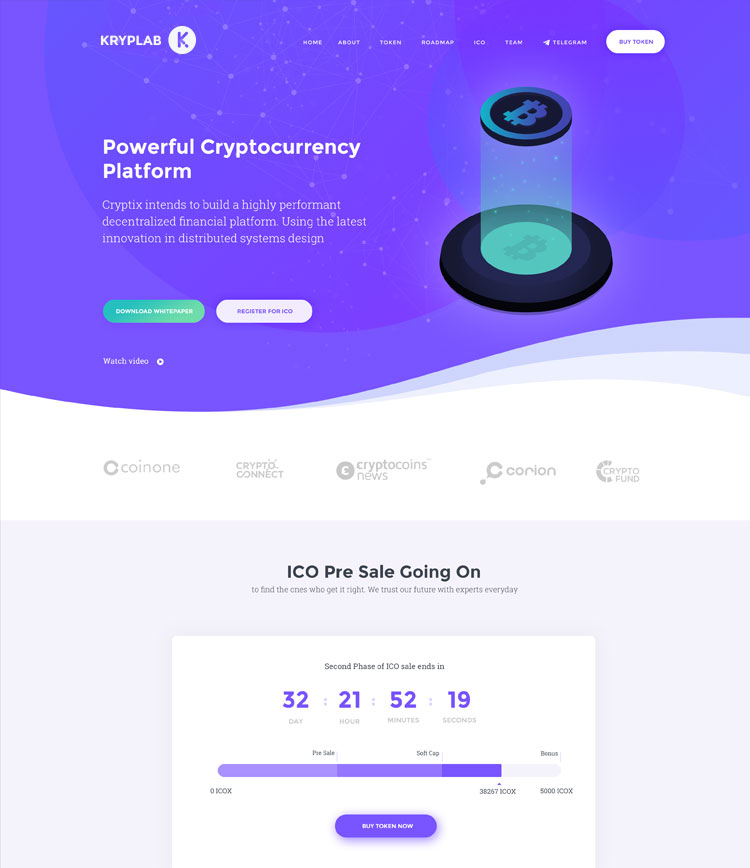 KRYPLAB K
HOME ABOUT TOKEN ROADMAP ICO TEAM TELEGRAM BUY TOKEN
Powerful Cryptocurrency
Platform
Cryptix intends to build a highly performant
decentralized financial platform. Using the latest
innovation in distributed systems design
DOWNLOAD WHITEPAPER REGISTER FOR ICO
Watch video
coinone CRYPTO CONNECT cryptocoins news™ corion CRYPTO FUND
ICO Pre Sale Going On
to find the ones who get it right. We trust our future with experts everyday
Second Phase of ICO sale ends in
32 : 21 : 52 : 19
DAY HOUR MINUTES SECONDS
Pre Sale Soft Cap Bonus
0 ICOX 38267 ICOX 5000 ICOX
BUY TOKEN NOW